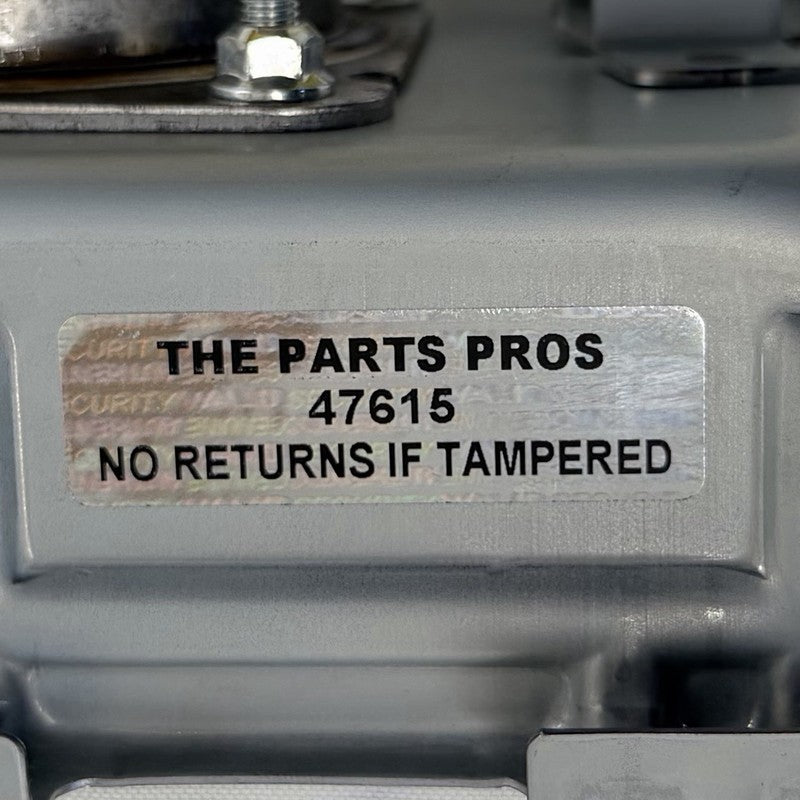 THE PARTS PROS
47615
NO RETURNS IF TAMPERED